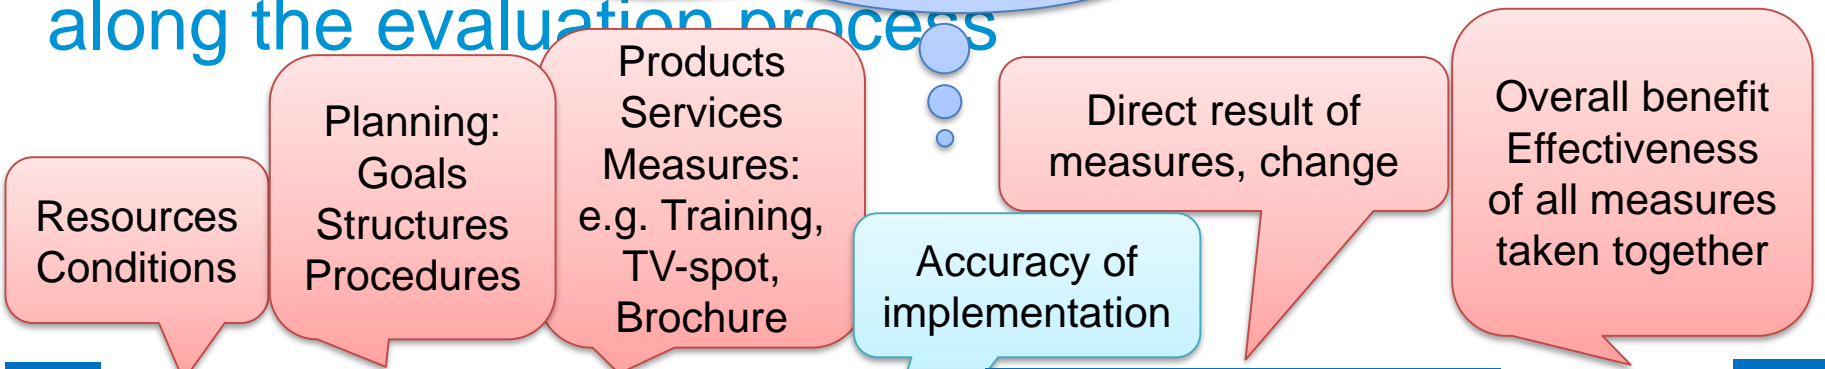 along the evaluation process
Resources
Conditions
Planning:
Goals
Structures
Procedures
Products
Services
Measures:
e.g. Training,
TV-spot,
Brochure
Accuracy of
implementation
Direct result of
measures, change
Overall benefit
Effectiveness
of all measures
taken together